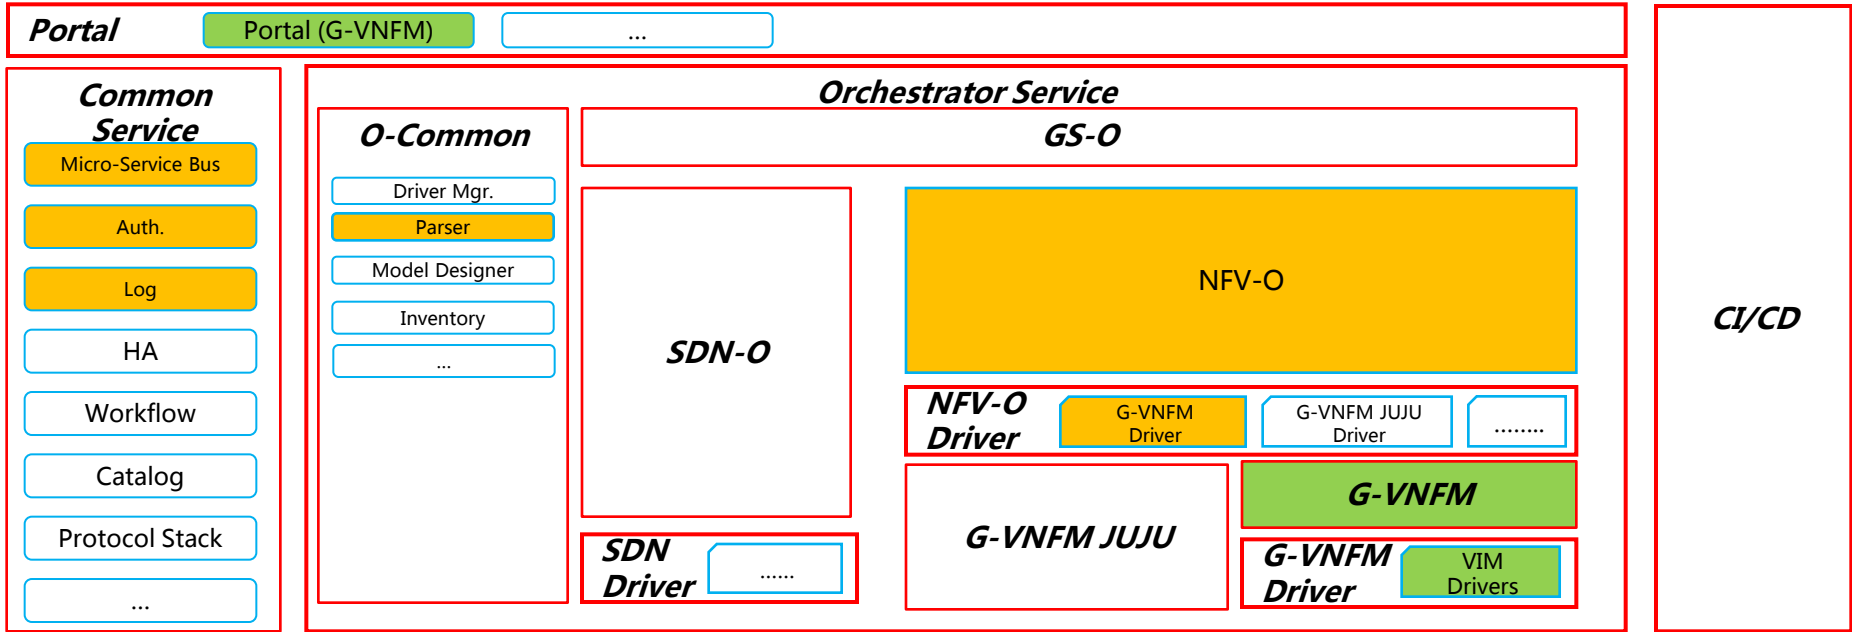 Portal
Portal (G-VNFM)
...
Common
Service
Micro-Service Bus
Auth.
Log
HA
Workflow
Catalog
Protocol Stack
...
Orchestrator Service
O-Common
Driver Mgr.
Parser
Model Designer
Inventory
...
GS-O
SDN-O
SDN
Driver
......
NFV-O
NFV-O
Driver
G-VNFM
Driver
G-VNFM JUJU
Driver
........
G-VNFM JUJU
G-VNFM
G-VNFM
Driver
VIM
Drivers
CI/CD